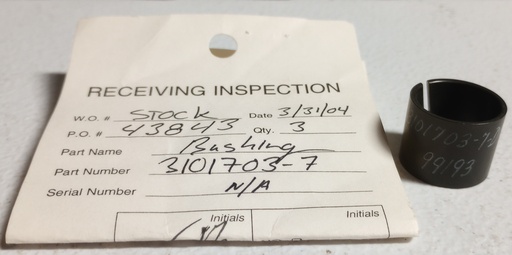 RECEIVING INSPECTION
W.O. # STOCK Date 3/31/04
P.O. # 43843 Qty. 3
Part Name Bushing
Part Number 3101703-7
Serial Number N/A
Initials Initials
3101703-7
99193